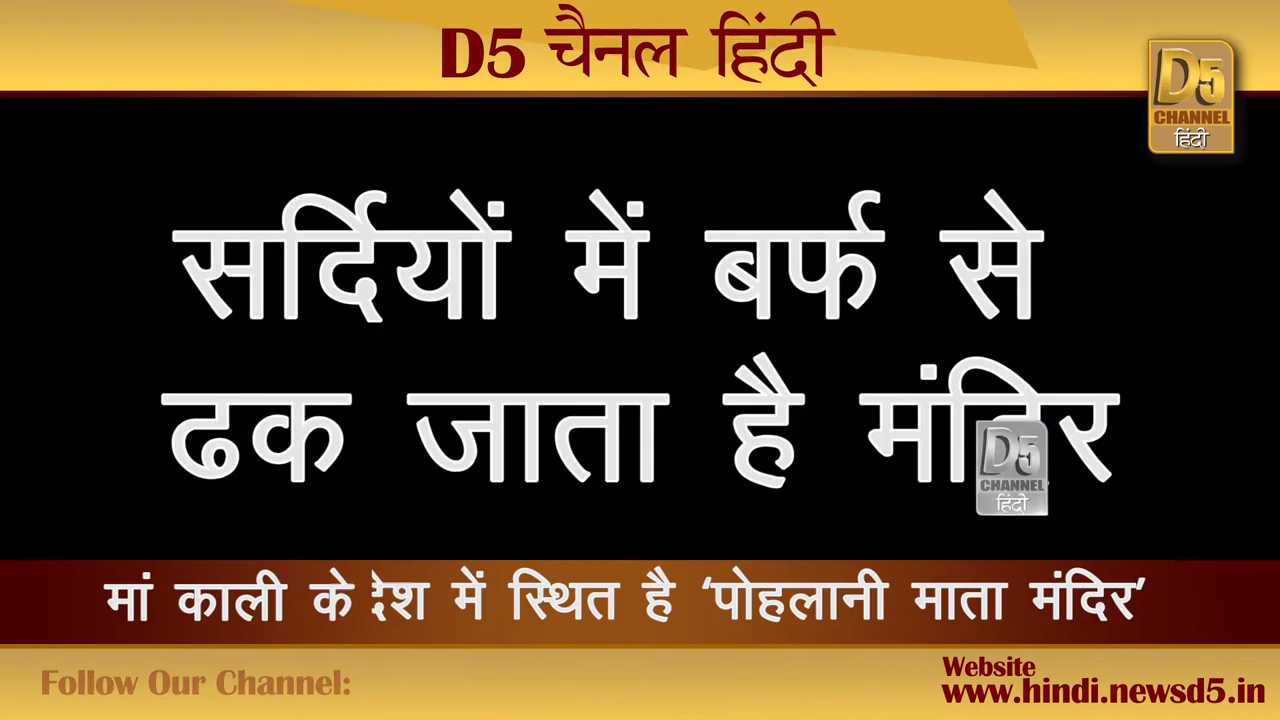 D5 चैनल हिंदी
D5
CHANNEL
हिंदी
सर्दियों में बर्फ से
ढक जाता है मंदिर
D5
CHANNEL
हिंदी
मां काली के में स्थित है ‘पोहलानी माता मंदिर’
Follow Our Channel:
Website
www.hindi.newsd5.in